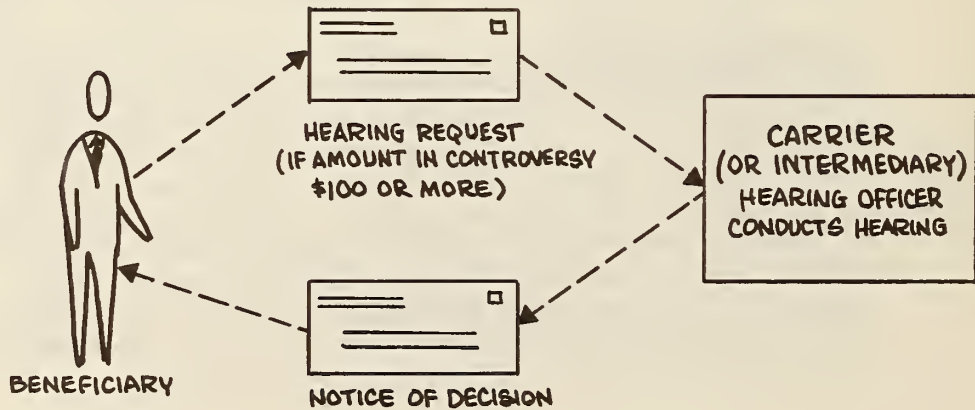 HEARING REQUEST
(IF AMOUNT IN CONTROVERSY
$100 OR MORE)
CARRIER
(OR INTERMEDIARY)
HEARING OFFICER
CONDUCTS HEARING
BENEFICIARY
NOTICE OF DECISION